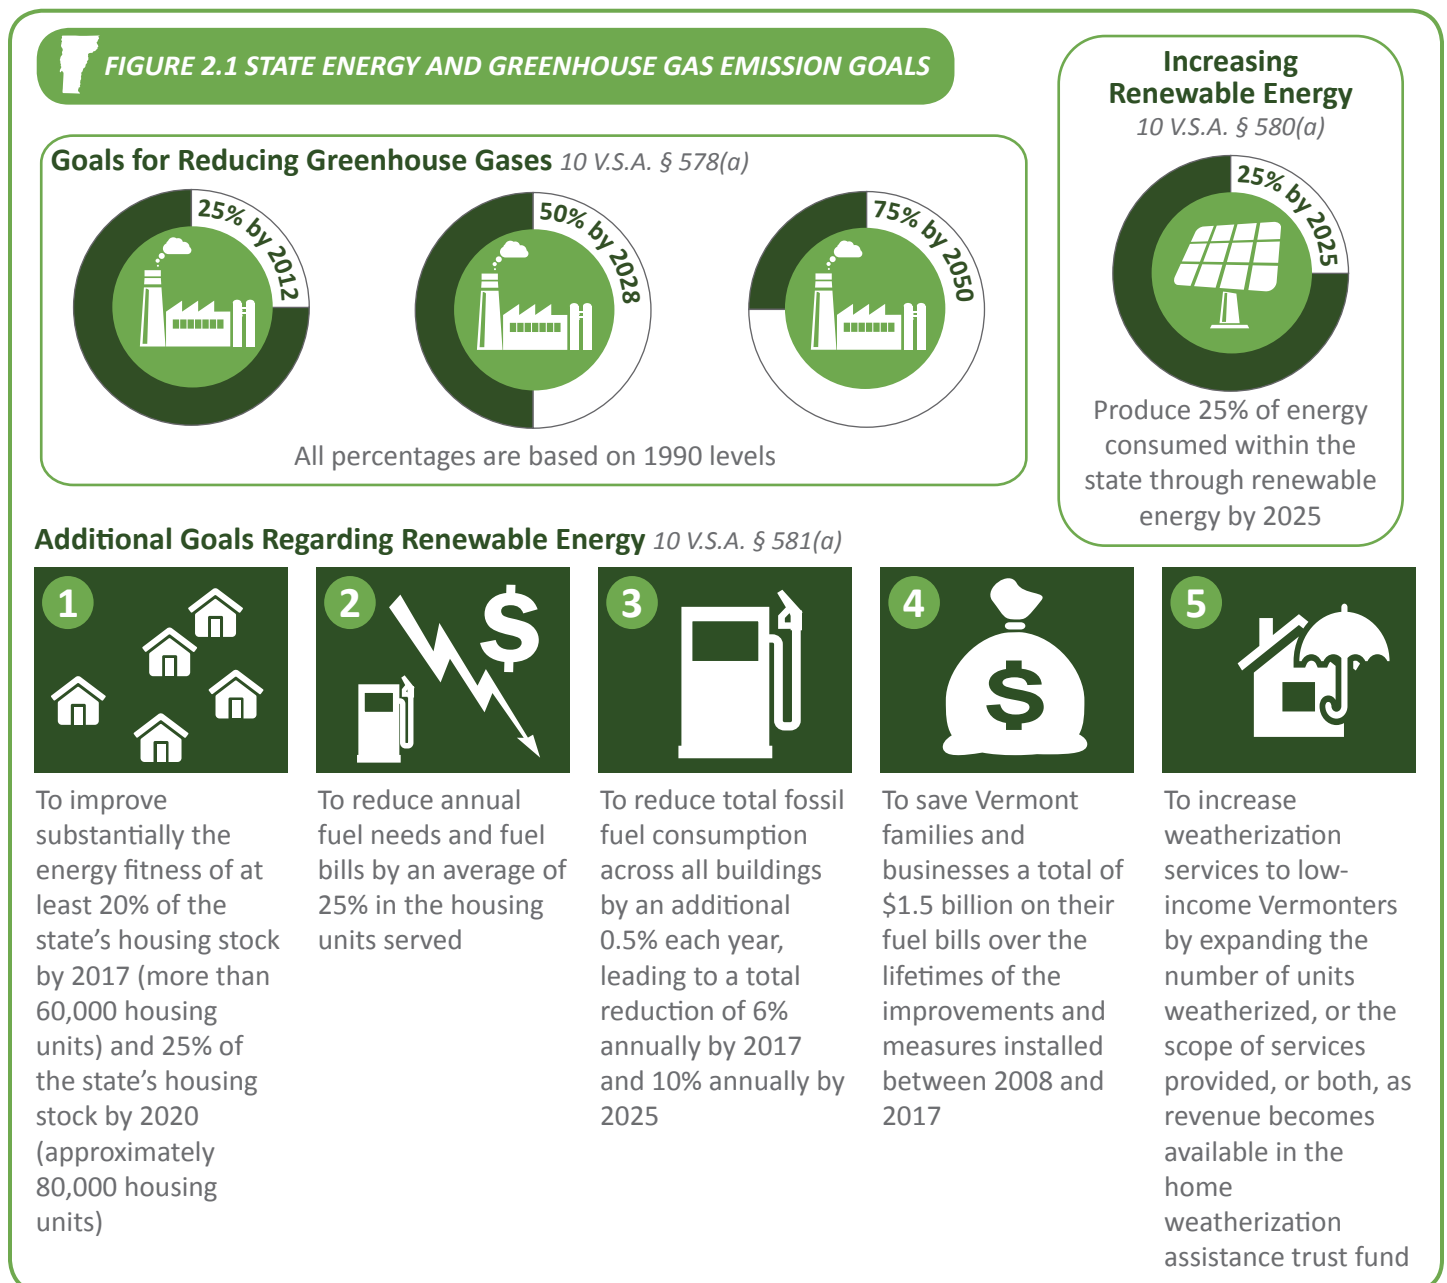 FIGURE 2.1 STATE ENERGY AND GREENHOUSE GAS EMISSION GOALS
Goals for Reducing Greenhouse Gases 10 V.S.A. § 578(a)
25% by 2012
50% by 2028
75% by 2050
All percentages are based on 1990 levels
Increasing
Renewable Energy
10 V.S.A. § 580(a)
25% by 2025
Produce 25% of energy
consumed within the
state through renewable
energy by 2025
Additional Goals Regarding Renewable Energy 10 V.S.A. § 581(a)
1
To improve
substantially the
energy fitness of at
least 20% of the
state’s housing stock
by 2017 (more than
60,000 housing
units) and 25% of
the state’s housing
stock by 2020
(approximately
80,000 housing
units)
2
$
To reduce annual
fuel needs and fuel
bills by an average of
25% in the housing
units served
3
To reduce total fossil
fuel consumption
across all buildings
by an additional
0.5% each year,
leading to a total
reduction of 6%
annually by 2017
and 10% annually by
2025
4
$
To save Vermont
families and
businesses a total of
$1.5 billion on their
fuel bills over the
lifetimes of the
improvements and
measures installed
between 2008 and
2017
5
To increase
weatherization
services to low-
income Vermonters
by expanding the
number of units
weatherized, or the
scope of services
provided, or both, as
revenue becomes
available in the
home
weatherization
assistance trust fund